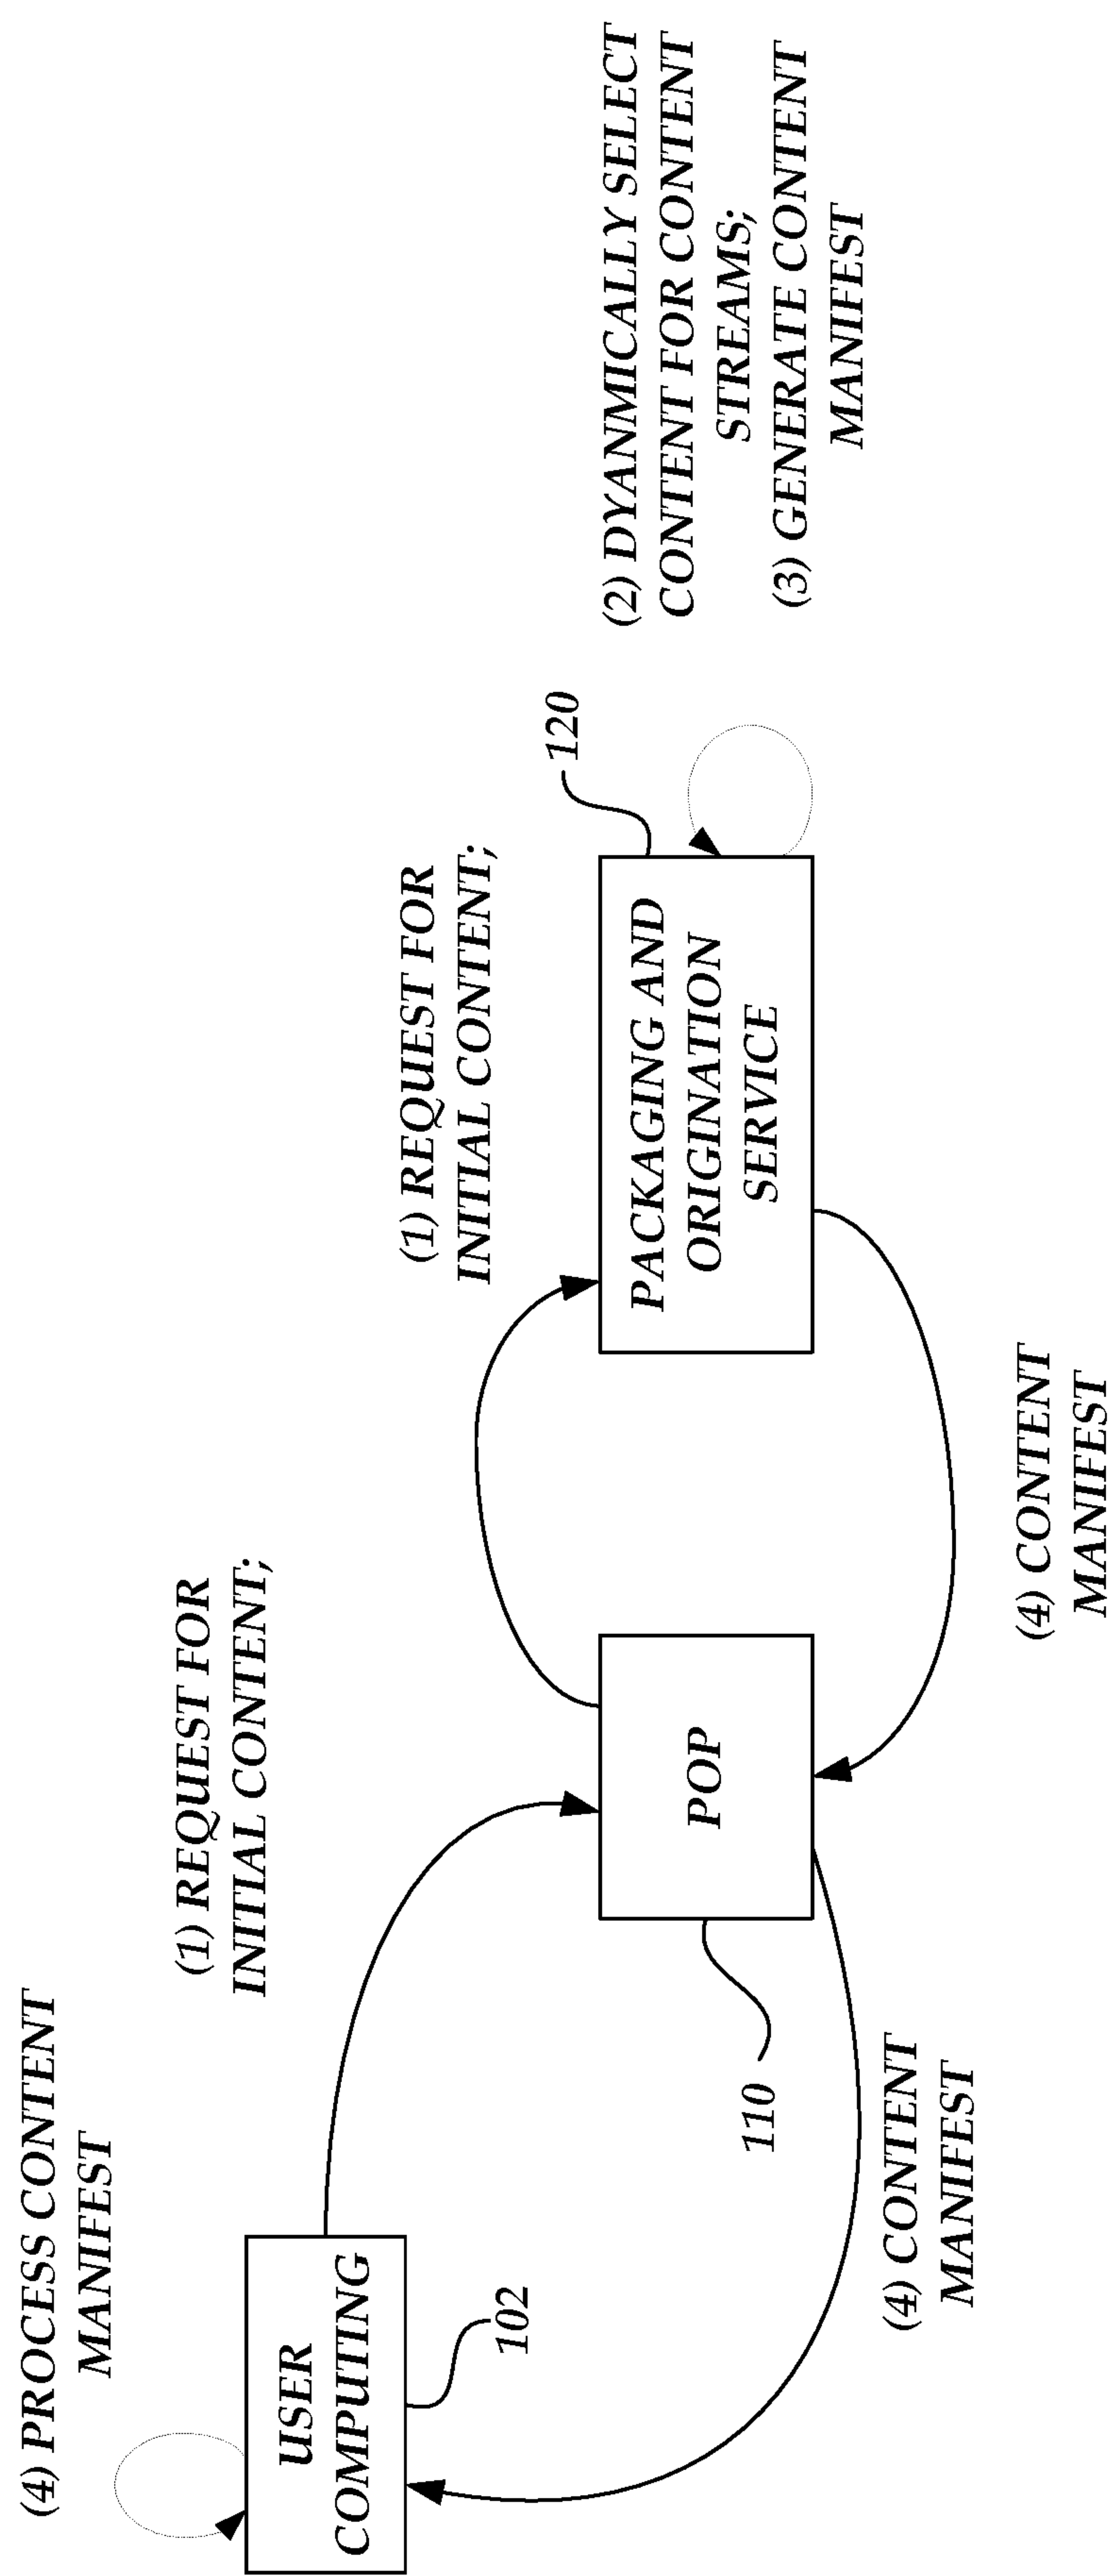 (4) PROCESS CONTENT
MANIFEST
(1) REQUEST FOR
INITIAL CONTENT;
(1) REQUEST FOR
INITIAL CONTENT;
USER
COMPUTING
102
POP
110
PACKAGING AND
ORIGINATION
SERVICE
120
(2) DYANMICALLY SELECT
CONTENT FOR CONTENT
STREAMS;
(3) GENERATE CONTENT
MANIFEST
(4) CONTENT
MANIFEST
(4) CONTENT
MANIFEST